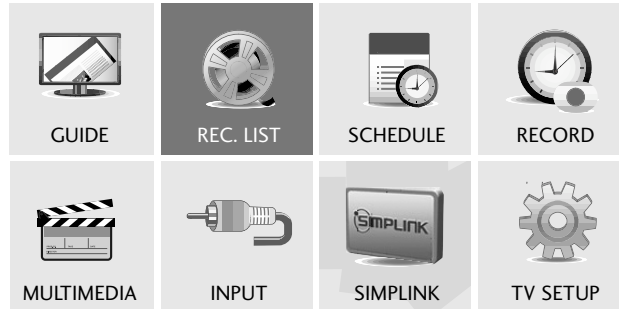 GUIDE
REC. LIST
SCHEDULE
RECORD
SIMPLINK
MULTIMEDIA
INPUT
SIMPLINK
TV SETUP